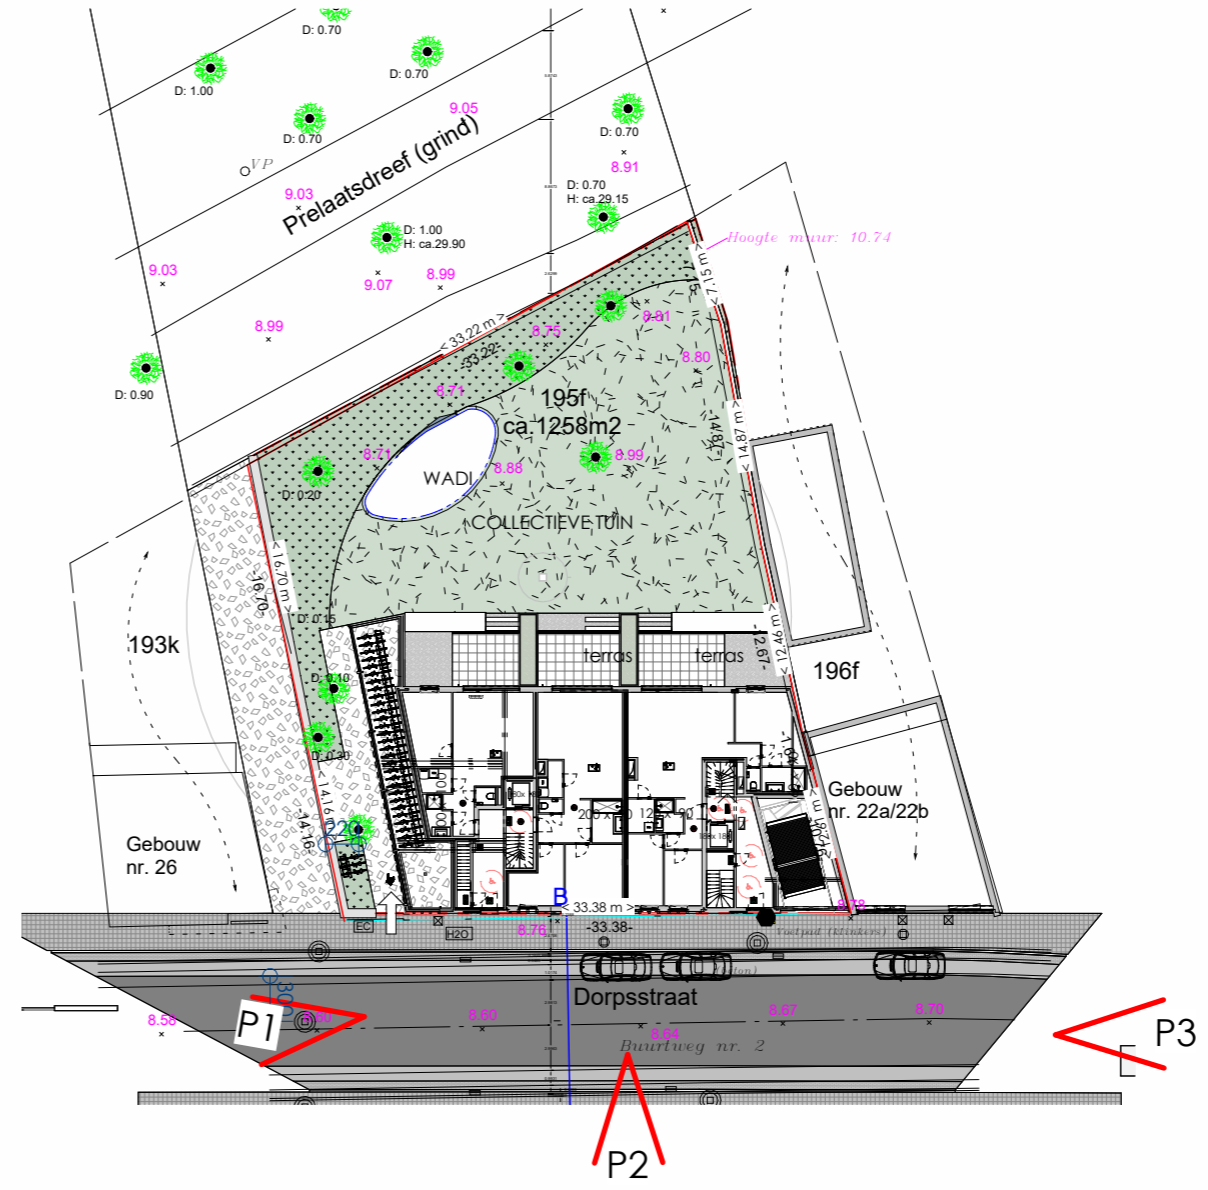 D: 0.70
D: 1.00
D: 0.70
9.05
D: 0.70
D: 0.70
VP
8.91
Prelaatsdreef (grind)
9.03
D: 0.70
H: ca.29.15
D: 1.00
H: ca.29.90
Hoogte muur: 10.74
9.03
9.07
8.99
< 7.15 m >
8.99
< 33.22 m >
-33.22-
8.75
8.81
8.80
D: 0.90
8.71
195f
ca.1258m2
-14.87-
< 14.87 m >
8.71
8.88
8.99
WADI
D: 0.20
COLLECTIEVE TUIN
< 16.70 m >
-16.70-
D: 0.15
193k
terras
terras
-12.67-
< 12.46 m >
196f
D: 0.10
D: 0.30
Gebouw
nr. 22a/22b
< 14.16 m
-14.16-
220
Gebouw
nr. 26
B
< 33.38 m >
8.78
EC
H2O
8.76
-33.38-
Voetpad (klinkers)
300
Dorpsstraat
P1
8.58
8.60
8.64
8.67
8.70
Buurtweg nr. 2
P3
P2